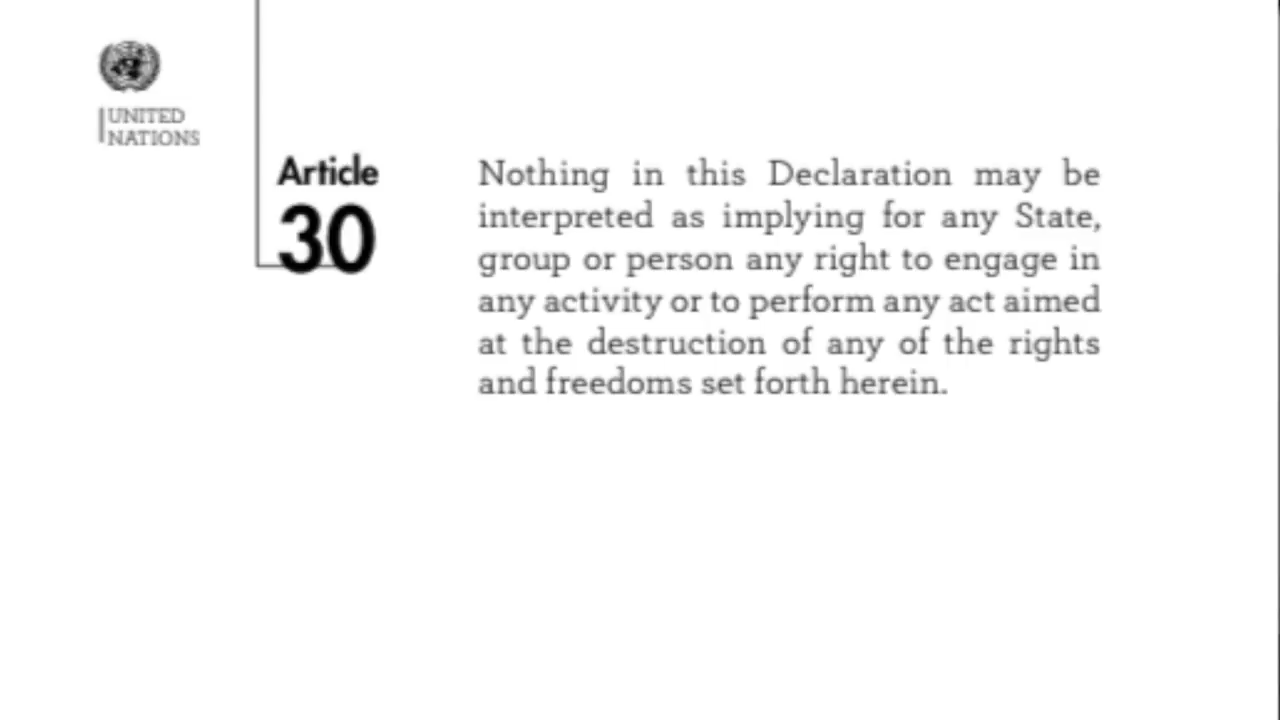 UNITED
NATIONS
Article
30
Nothing in this Declaration may be
interpreted as implying for any State,
group or person any right to engage in
any activity or to perform any act aimed
at the destruction of any of the rights
and freedoms set forth herein.